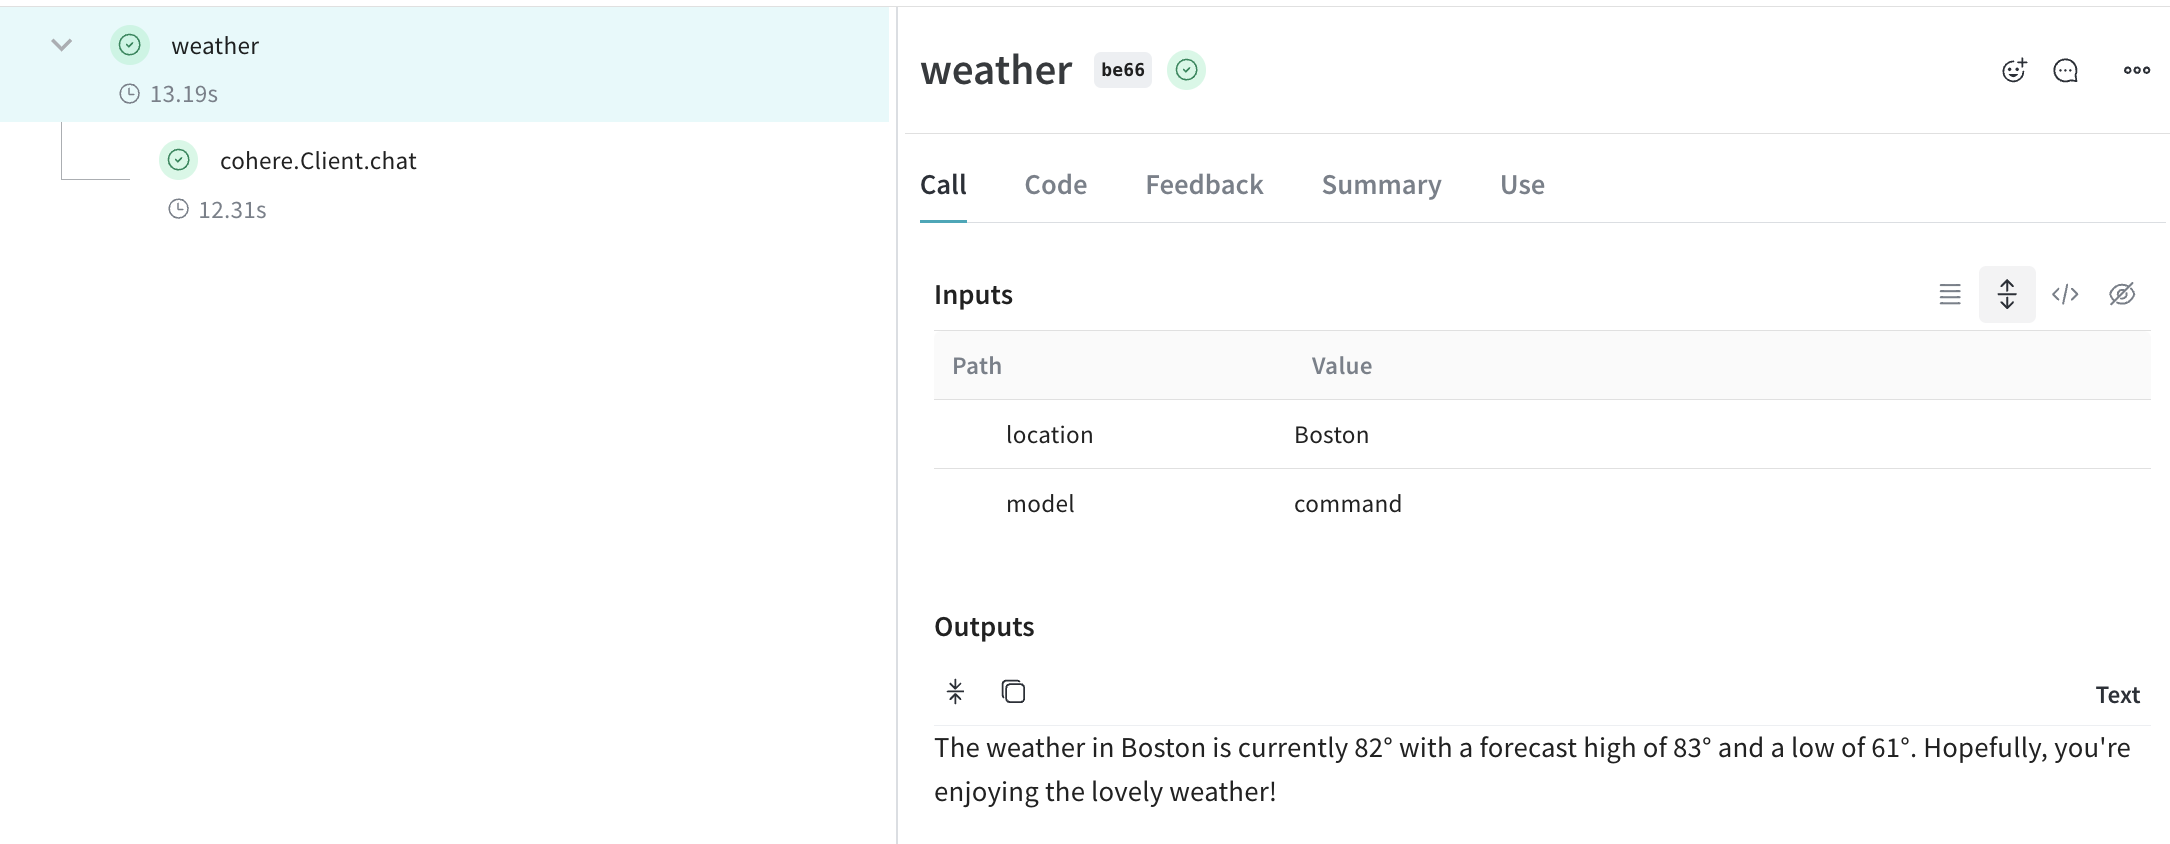 weather
13.19s
cohere.Client.chat
12.31s
weather be66
Call Code Feedback Summary Use
Inputs
Path Value
location Boston
model command
Outputs
Text
The weather in Boston is currently 82° with a forecast high of 83° and a low of 61°. Hopefully, you're
enjoying the lovely weather!